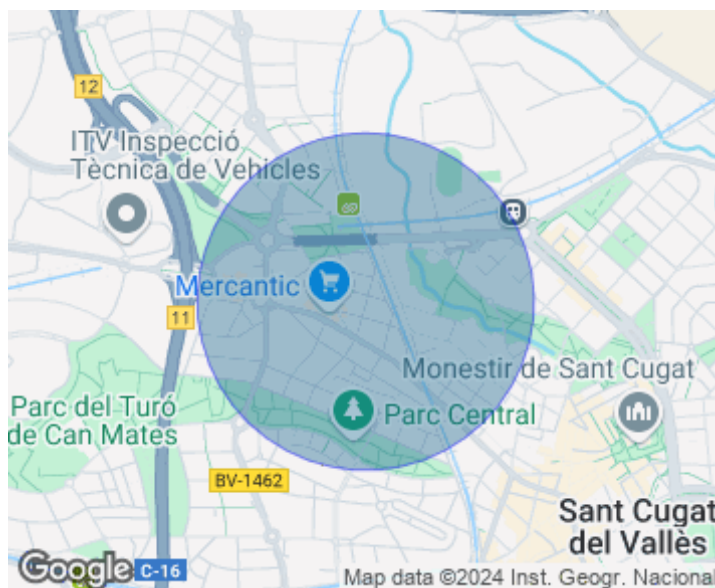 12
ITV Inspecció
Tècnica de Vehicles
Mercantic
11
Monestir de Sant Cugat
Parc del Turó
de Can Mates
Parc Central
BV-1462
Sant Cugat
del Vallès
Google
C-16
Map data ©2024 Inst. Geogr. Nacional